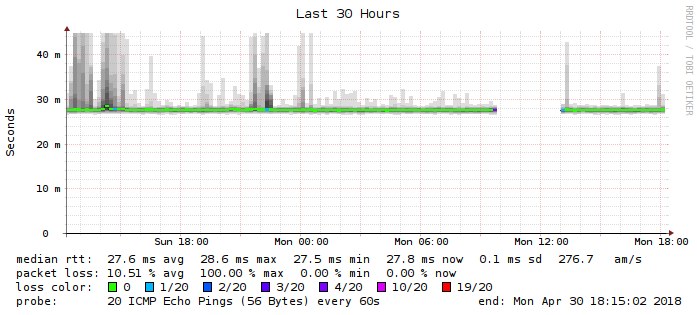 Last 30 Hours
RRDTOOL / TOBI OETIKER
Seconds
40 m
30 m
20 m
10 m
0
Sun 18:00 Mon 00:00 Mon 06:00 Mon 12:00 Mon 18:00
median rtt: 27.6 ms avg 28.6 ms max 27.5 ms min 27.8 ms now 0.1 ms sd 276.7 am/s
packet loss: 10.51 % avg 100.00 % max 0.00 % min 0.00 % now
loss color: 0 1/20 2/20 3/20 4/20 10/20 19/20
probe: 20 ICMP Echo Pings (56 Bytes) every 60s end: Mon Apr 30 18:15:02 2018